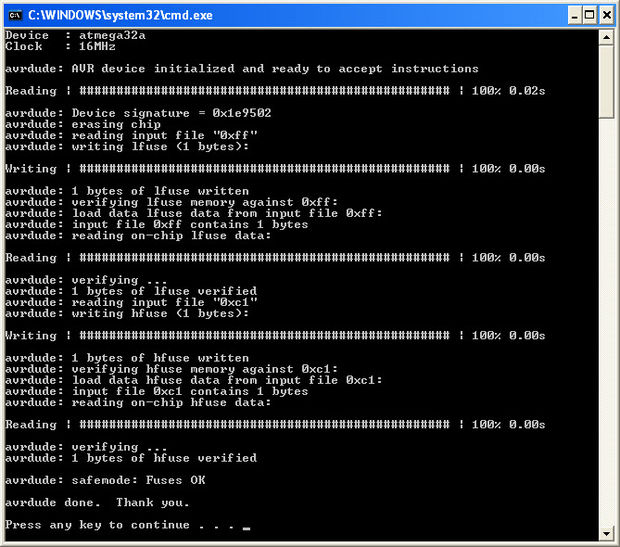 C:\WINDOWS\system32\cmd.exe
Device  : atmega32a
Clock   : 16MHz
avrdude: AVR device initialized and ready to accept instructions
Reading | ################################################## | 100% 0.02s
avrdude: Device signature = 0x1e9502
avrdude: erasing chip
avrdude: reading input file "0xff"
avrdude: writing lfuse (1 bytes):
Writing | ################################################## | 100% 0.00s
avrdude: 1 bytes of lfuse written
avrdude: verifying lfuse memory against 0xff:
avrdude: load data lfuse data from input file 0xff:
avrdude: input file 0xff contains 1 bytes
avrdude: reading on-chip lfuse data:
Reading | ################################################## | 100% 0.00s
avrdude: verifying ...
avrdude: 1 bytes of lfuse verified
avrdude: reading input file "0xc1"
avrdude: writing hfuse (1 bytes):
Writing | ################################################## | 100% 0.00s
avrdude: 1 bytes of hfuse written
avrdude: verifying hfuse memory against 0xc1:
avrdude: load data hfuse data from input file 0xc1:
avrdude: input file 0xc1 contains 1 bytes
avrdude: reading on-chip hfuse data:
Reading | ################################################## | 100% 0.00s
avrdude: verifying ...
avrdude: 1 bytes of hfuse verified
avrdude: safemode: Fuses OK
avrdude done.  Thank you.
Press any key to continue . . . _